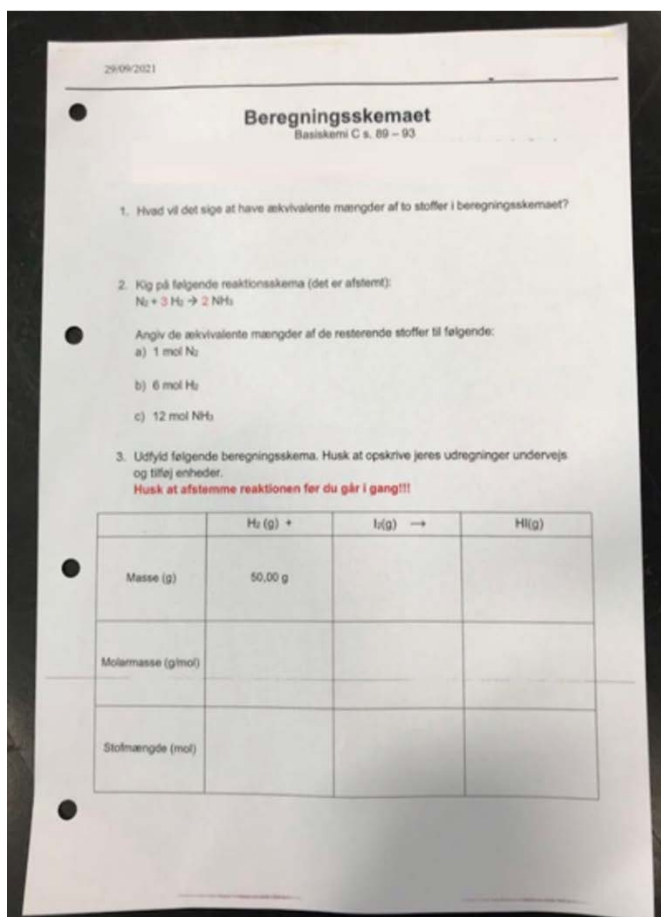 29/09/2021
Beregningsskemaet
Basiskemi C s. 89 – 93
1. Hvad vil det sige at have ækvivalente mængder af to stoffer i beregningsskemaet?
2. Kig på følgende reaktionsskema (det er afstemt):
N₂ + 3 H₂ → 2 NH₃
Angiv de ækvivalente mængder af de resterende stoffer til følgende:
a) 1 mol N₂
b) 6 mol H₂
c) 12 mol NH₃
3. Udfyld følgende beregningsskema. Husk at opskrive jeres udregninger undervejs
og tilføj enheder.
Husk at afstemme reaktionen før du går i gang!!!
H₂ (g) + I₂(g) → HI(g)
Masse (g) 50,00 g
Molarmasse (g/mol)
Stofmængde (mol)